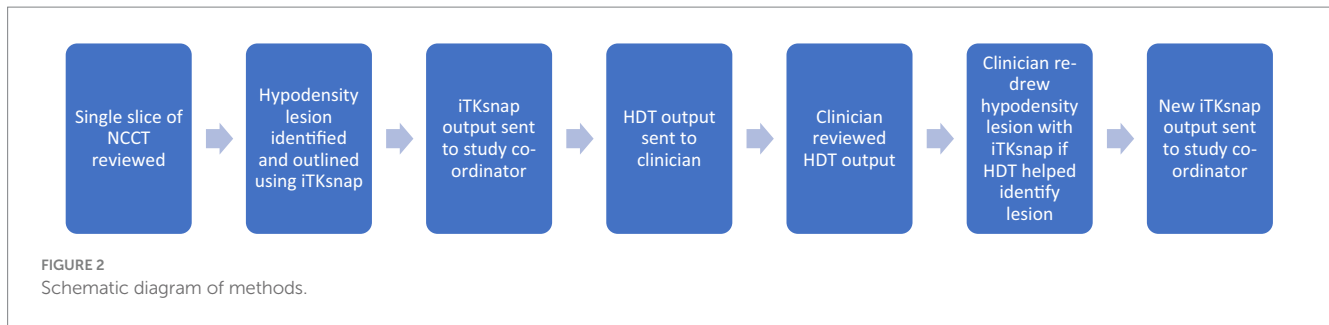 Single slice of
NCCT
reviewed
Hypodensity
lesion
identified
and outlined
using iTKsnap
iTKsnap
output sent
to study co-
ordinator
HDT output
sent to
clinician
Clinician
reviewed
HDT output
Clinician re-
drew
hypodensity
lesion with
iTKsnap if
HDT helped
identify
lesion
New iTKsnap
output sent
to study co-
ordinator
FIGURE 2
Schematic diagram of methods.